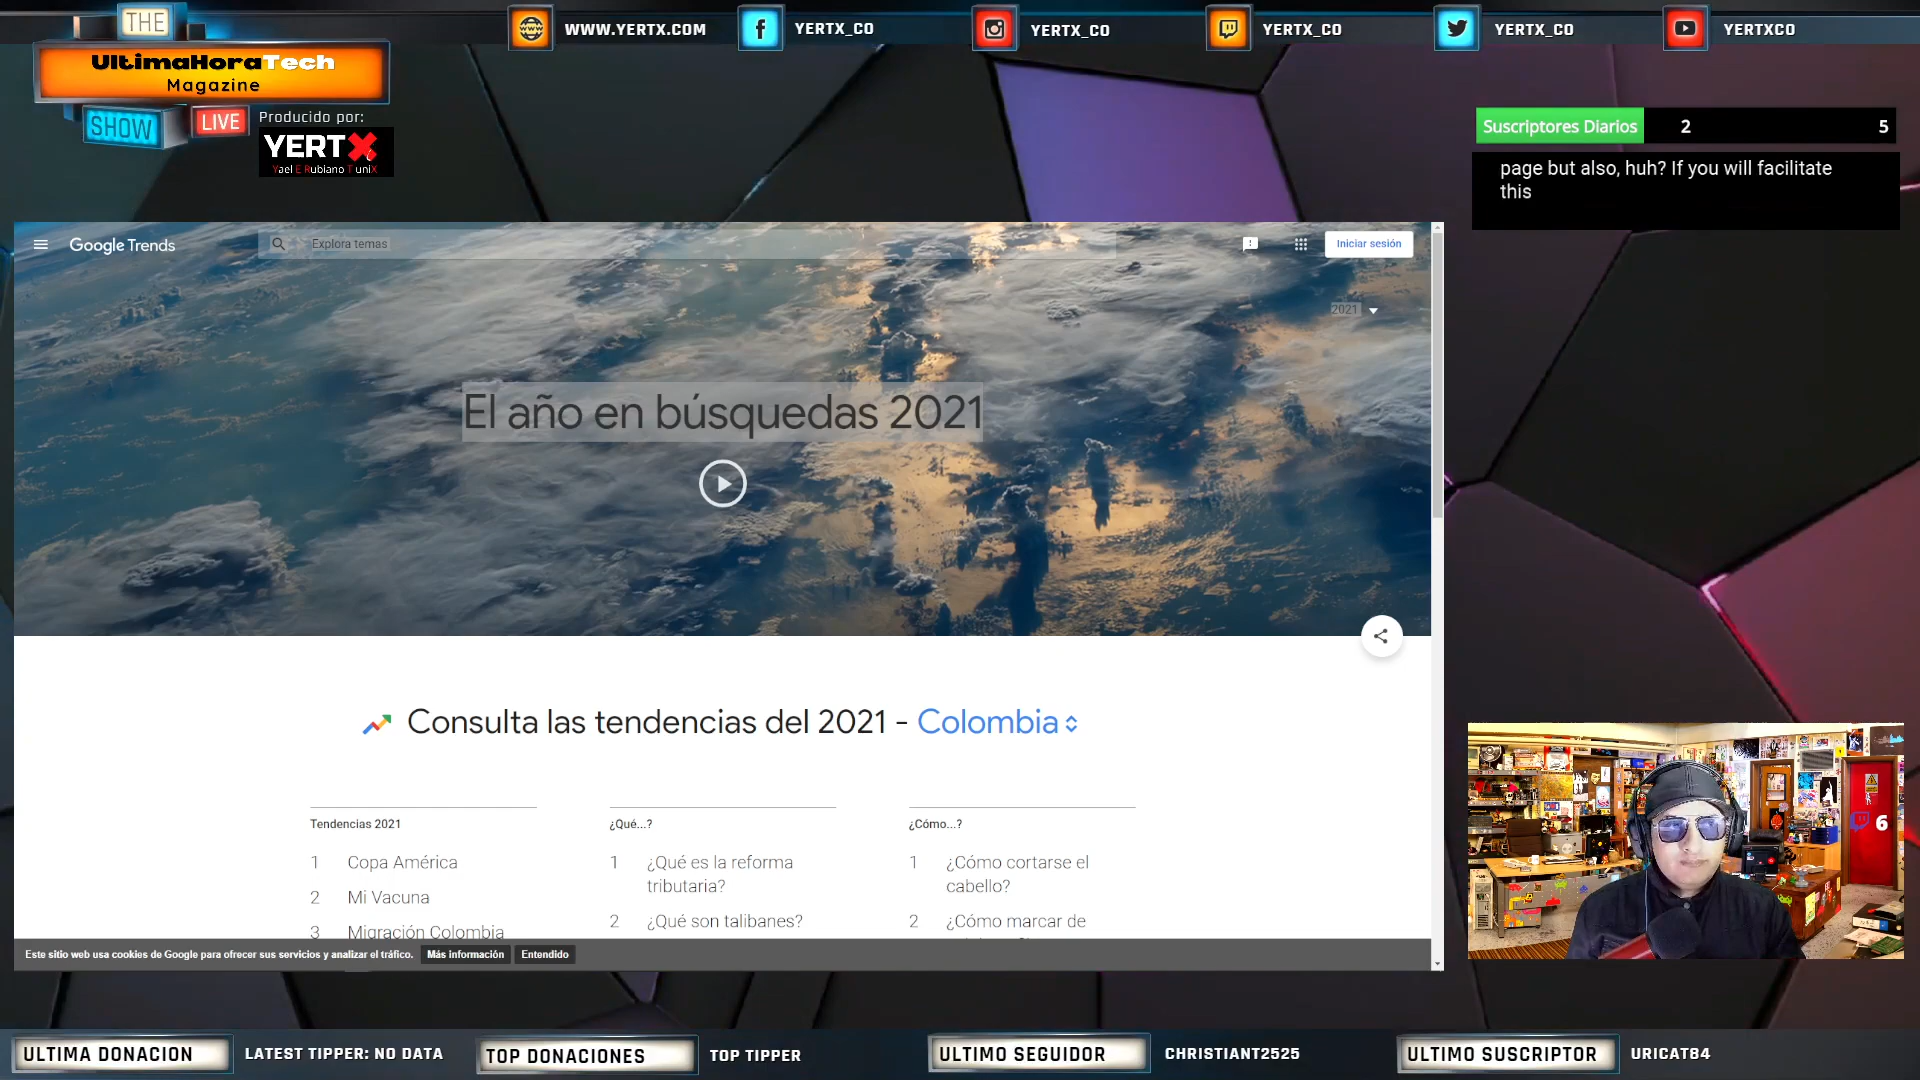 THE
UltimaHoraTech
Magazine
SHOW
LIVE
Producido por:
YERTX
Yael E Rubiano T uniX
WWW.YERTX.COM
YERTX_CO
YERTX_CO
YERTX_CO
YERTX_CO
YERTXCO
Suscriptores Diarios 2 5
page but also, huh? If you will facilitate
this
Google Trends
Explora temas
Iniciar sesión
2021
El año en búsquedas 2021
Consulta las tendencias del 2021 - Colombia
Tendencias 2021
1 Copa América
2 Mi Vacuna
3 Migración Colombia
¿Qué...?
1 ¿Qué es la reforma
tributaria?
2 ¿Qué son talibanes?
¿Cómo...?
1 ¿Cómo cortarse el
cabello?
2 ¿Cómo marcar de
Este sitio web usa cookies de Google para ofrecer sus servicios y analizar el tráfico. Más información Entendido
6
ULTIMA DONACION
LATEST TIPPER: NO DATA
TOP DONACIONES
TOP TIPPER
ULTIMO SEGUIDOR
CHRISTIANT2525
ULTIMO SUSCRIPTOR
URICAT84